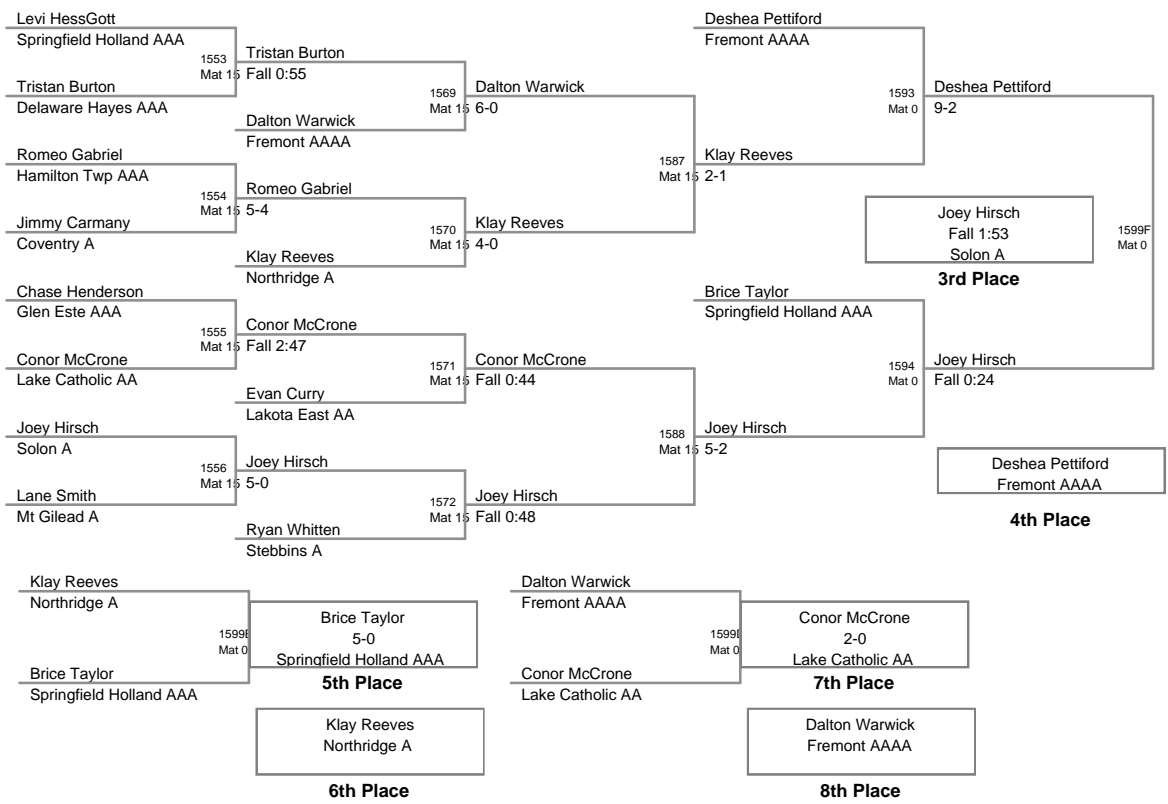 Levi HessGott
Springfield Holland AAA
1553
Mat 15
Tristan Burton
Fall 0:55
Tristan Burton
Delaware Hayes AAA
Dalton Warwick
Fremont AAAA
1569
Mat 15
Dalton Warwick
6-0
Romeo Gabriel
Hamilton Twp AAA
1554
Mat 15
Romeo Gabriel
5-4
Jimmy Carmany
Coventry A
Klay Reeves
Northridge A
1570
Mat 15
Klay Reeves
4-0
1587
Mat 15
Klay Reeves
2-1
Deshea Pettiford
Fremont AAAA
1593
Mat 0
Deshea Pettiford
9-2
Chase Henderson
Glen Este AAA
1555
Mat 15
Conor McCrone
Fall 2:47
Conor McCrone
Lake Catholic AA
Evan Curry
Lakota East AA
1571
Mat 15
Conor McCrone
Fall 0:44
Joey Hirsch
Solon A
1556
Mat 15
Joey Hirsch
5-0
Lane Smith
Mt Gilead A
Ryan Whitten
Stebbins A
1572
Mat 15
Joey Hirsch
Fall 0:48
1588
Mat 15
Joey Hirsch
5-2
Brice Taylor
Springfield Holland AAA
1594
Mat 0
Joey Hirsch
Fall 0:24
1599F
Mat 0
Joey Hirsch
Fall 1:53
Solon A
3rd Place
Deshea Pettiford
Fremont AAAA
4th Place
Klay Reeves
Northridge A
1599E
Mat 0
Brice Taylor
Springfield Holland AAA
Brice Taylor
5-0
Springfield Holland AAA
5th Place
Klay Reeves
Northridge A
6th Place
Dalton Warwick
Fremont AAAA
1599D
Mat 0
Conor McCrone
Lake Catholic AA
Conor McCrone
2-0
Lake Catholic AA
7th Place
Dalton Warwick
Fremont AAAA
8th Place